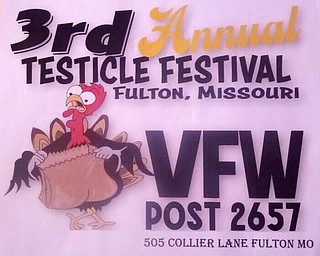 3rd Annual
TESTICLE FESTIVAL
FULTON, MISSOURI
VFW
POST 2657
505 COLLIER LANE FULTON MO